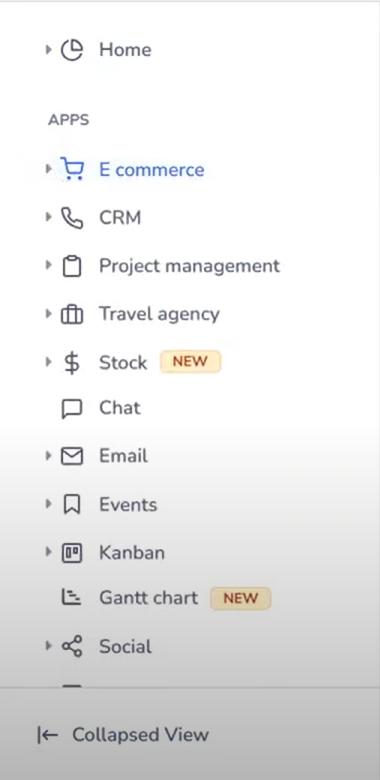 Home
APPS
E commerce
CRM
Project management
Travel agency
Stock NEW
Chat
Email
Events
Kanban
Gantt chart NEW
Social
Collapsed View